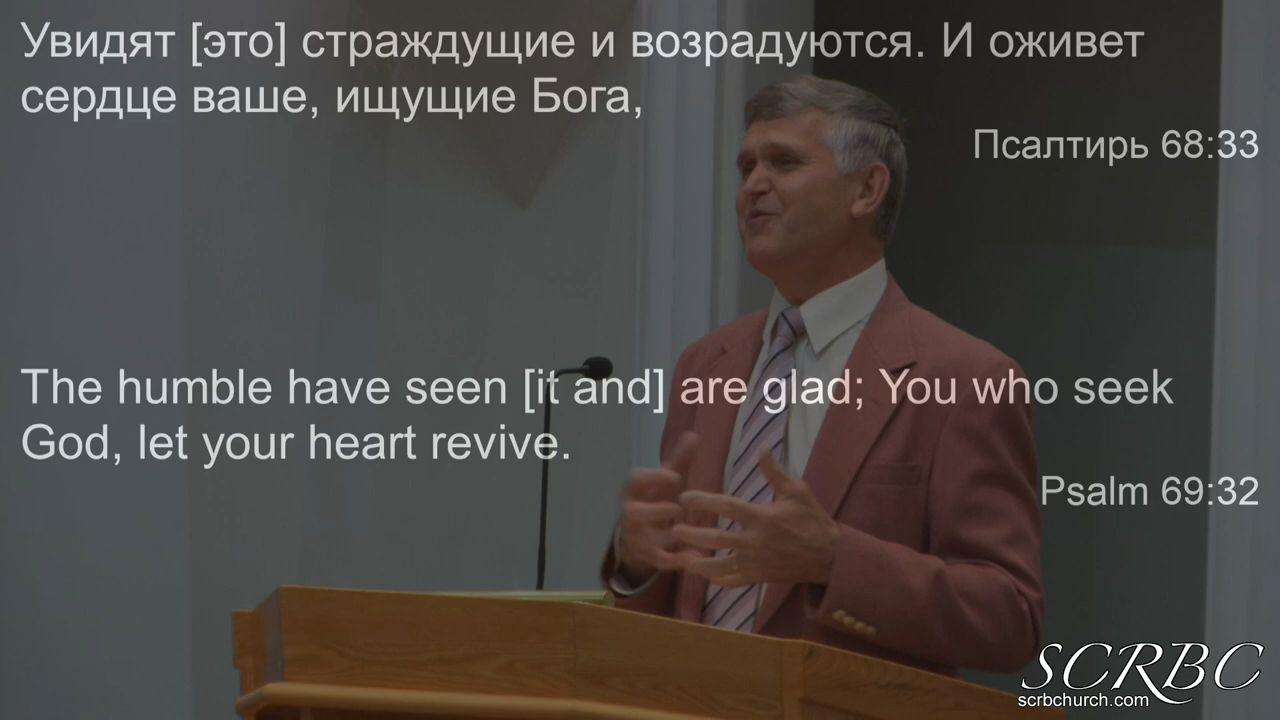 Увидят [это] страждущие и возрадуются. И оживет
сердце ваше, ищущие Бога,
Псалтирь 68:33
The humble have seen [it and] are glad; You who seek
God, let your heart revive.
Psalm 69:32
SCRBC
scrbchurch.com